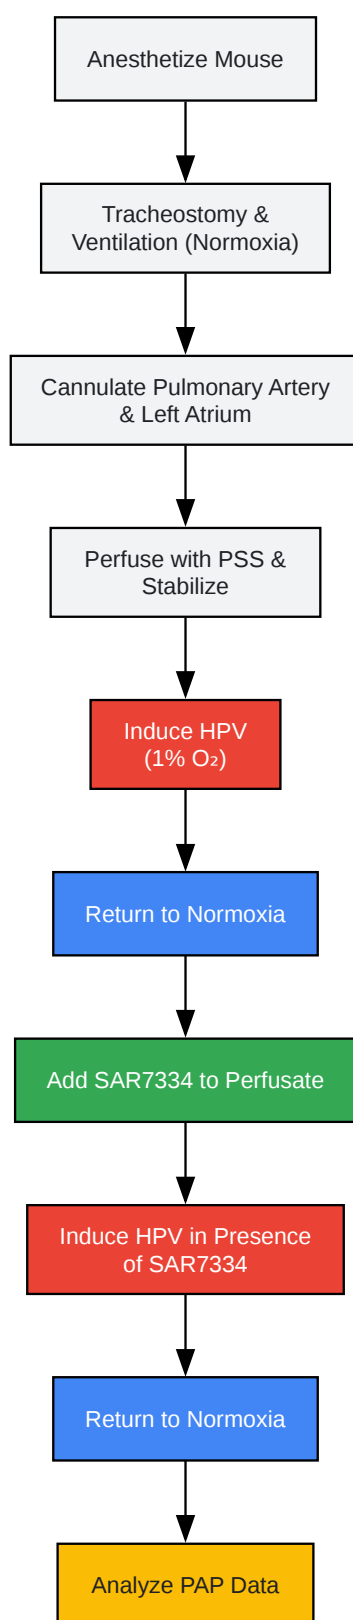 Anesthetize Mouse
Tracheostomy &
Ventilation (Normoxia)
Cannulate Pulmonary Artery
& Left Atrium
Perfuse with PSS &
Stabilize
Induce HPV
(1% O₂)
Return to Normoxia
Add SAR7334 to Perfusate
Induce HPV in Presence
of SAR7334
Return to Normoxia
Analyze PAP Data